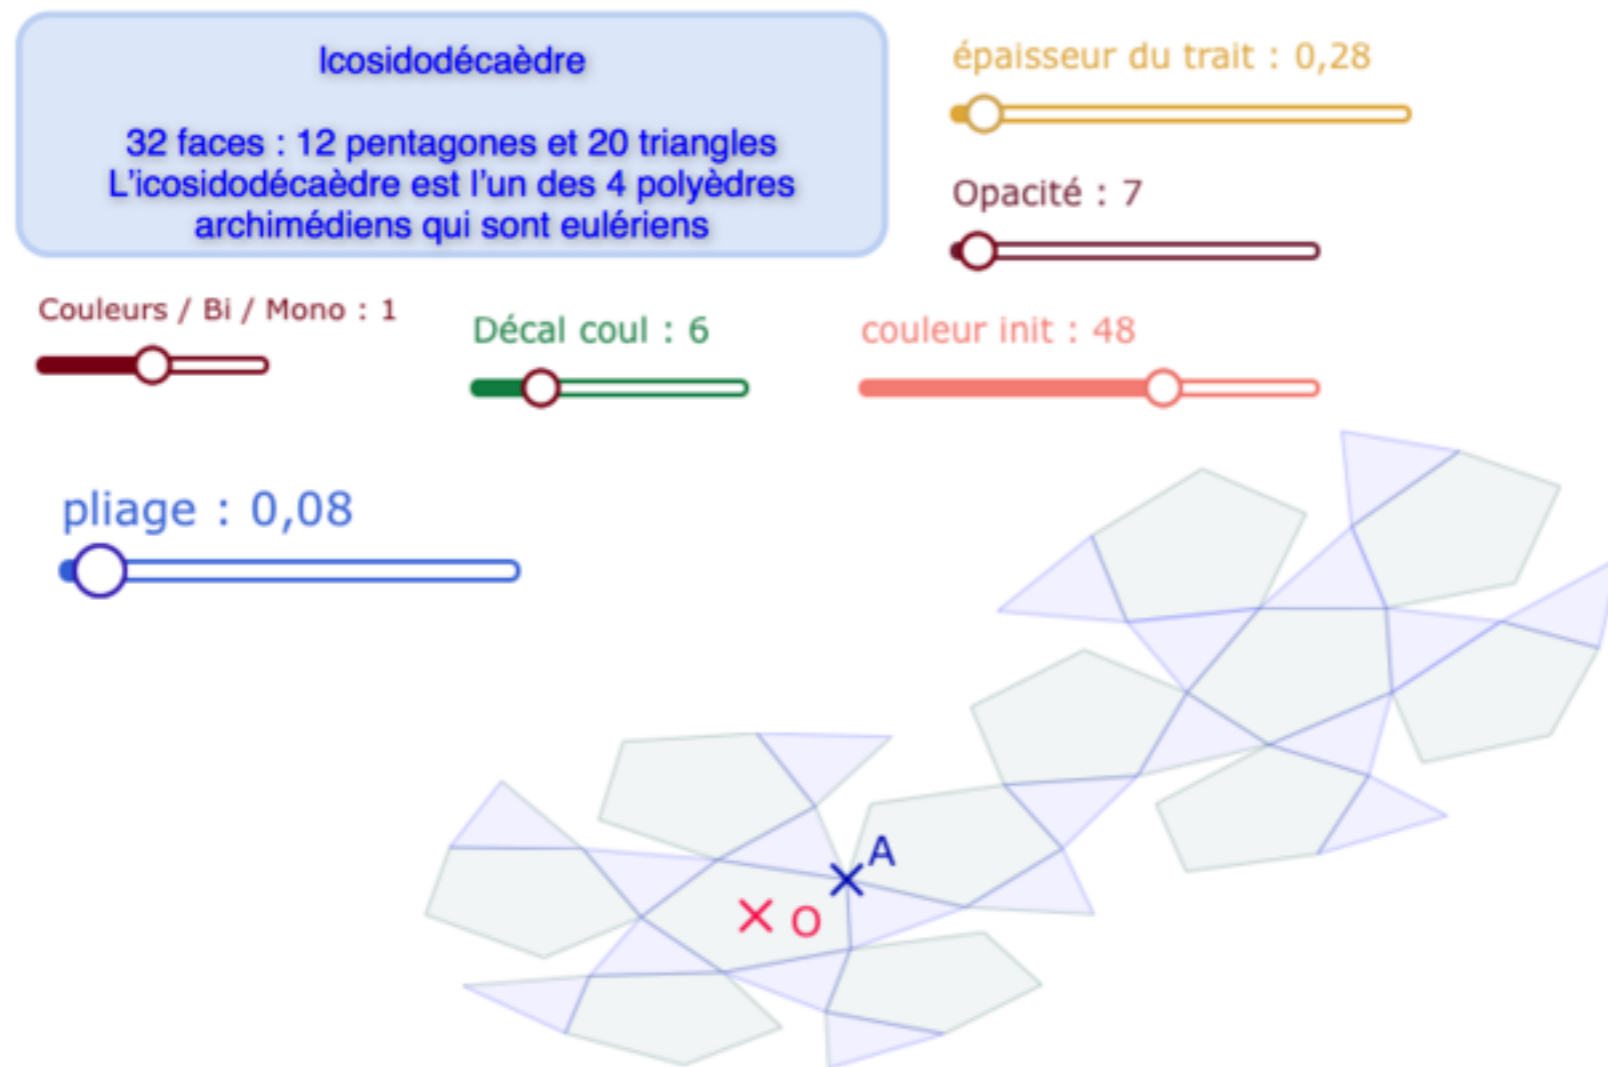 Icosidodécaèdre
32 faces : 12 pentagones et 20 triangles
L'icosidodécaèdre est l'un des 4 polyèdres
archimédiens qui sont eulériens
épaisseur du trait : 0,28
Opacité : 7
Couleurs / Bi / Mono : 1
Décal coul : 6
couleur init : 48
pliage : 0,08
A
O